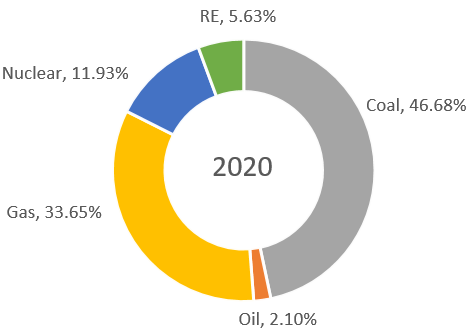 RE, 5.63%
Nuclear, 11.93%
Coal, 46.68%
2020
Gas, 33.65%
Oil, 2.10%